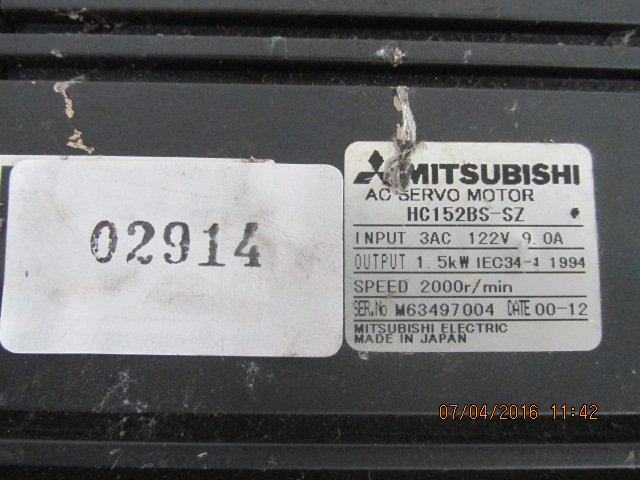 02914
MITSUBISHI
AC SERVO MOTOR
HC152BS-SZ
INPUT 3AC 122V 9.0A
OUTPUT 1.5kW IEC34-1 1994
SPEED 2000r/min
SER.No M63497004 DATE 00-12
MITSUBISHI ELECTRIC
MADE IN JAPAN
07/04/2016 11:42